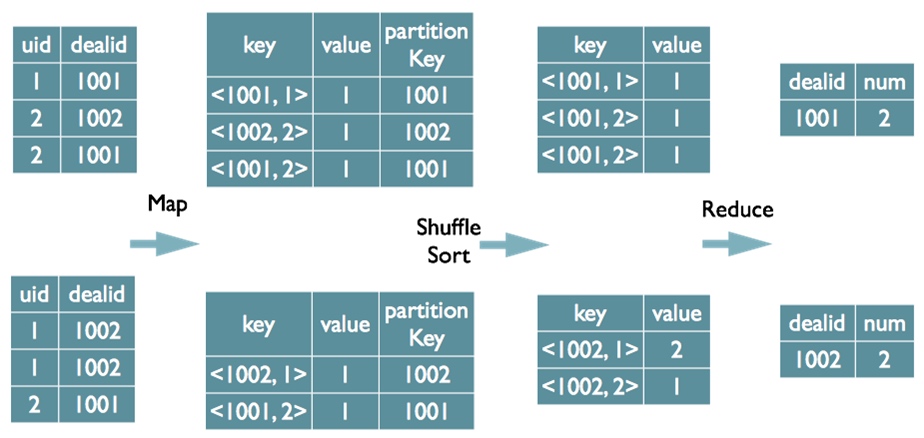 uid dealid
1 1001
2 1002
2 1001
key value partition Key
<1001, 1> 1 1001
<1002, 2> 1 1002
<1001, 2> 1 1001
key value
<1001, 1> 1
<1001, 2> 1
<1001, 2> 1
dealid num
1001 2
Map
Shuffle
Sort
Reduce
uid dealid
1 1002
1 1002
2 1001
key value partition Key
<1002, 1> 1 1002
<1001, 2> 1 1001
key value
<1002, 1> 2
<1002, 2> 1
dealid num
1002 2